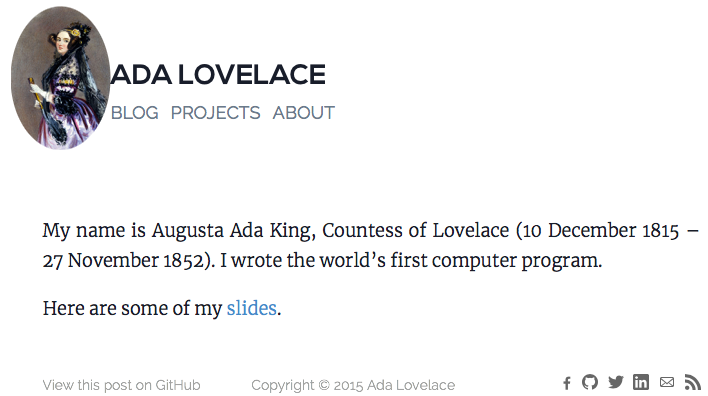 ADA LOVELACE
BLOG PROJECTS ABOUT
My name is Augusta Ada King, Countess of Lovelace (10 December 1815 –
27 November 1852). I wrote the world’s first computer program.
Here are some of my slides.
View this post on GitHub Copyright © 2015 Ada Lovelace